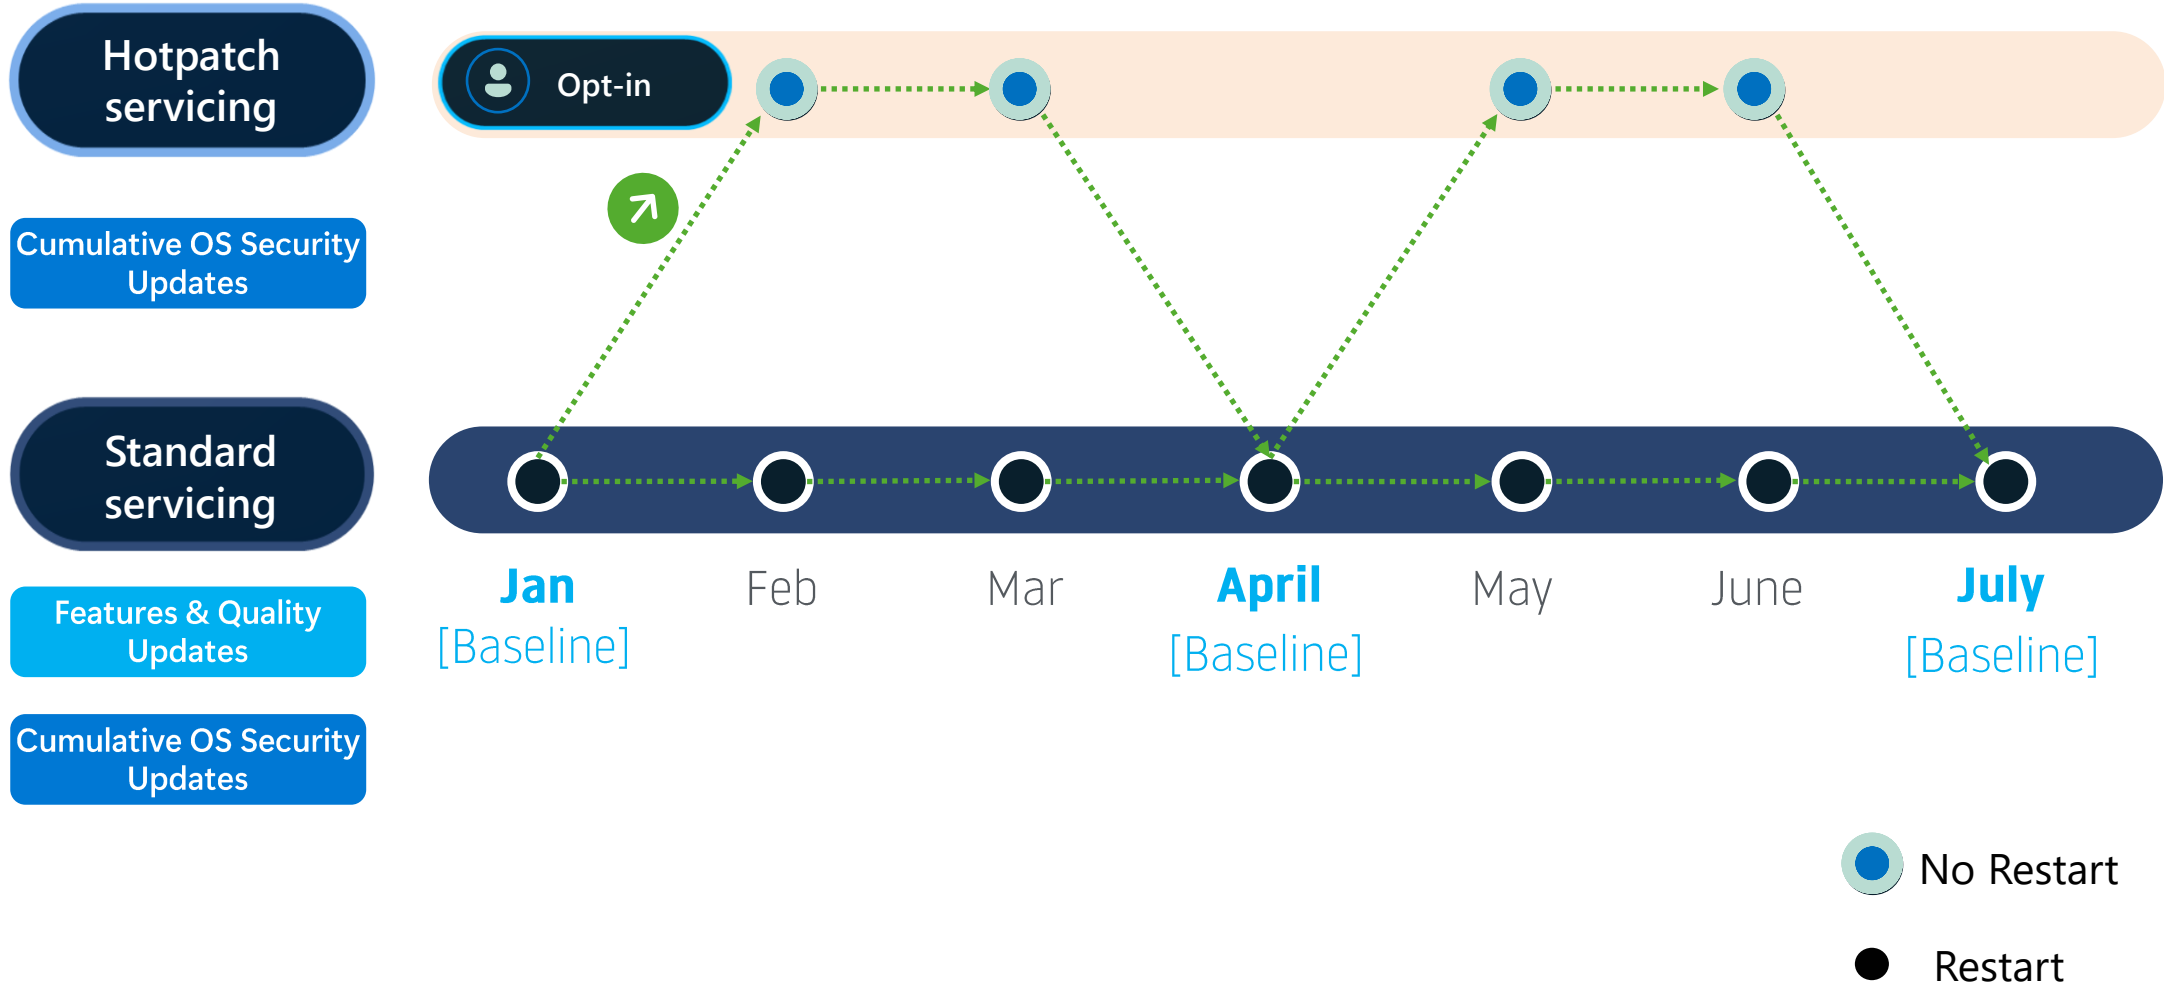 Hotpatch
servicing
Opt-in
Cumulative OS Security
Updates
Standard
servicing
Jan
Feb
Mar
April
May
June
July
[Baseline]
[Baseline]
[Baseline]
Features & Quality
Updates
Cumulative OS Security
Updates
No Restart
Restart